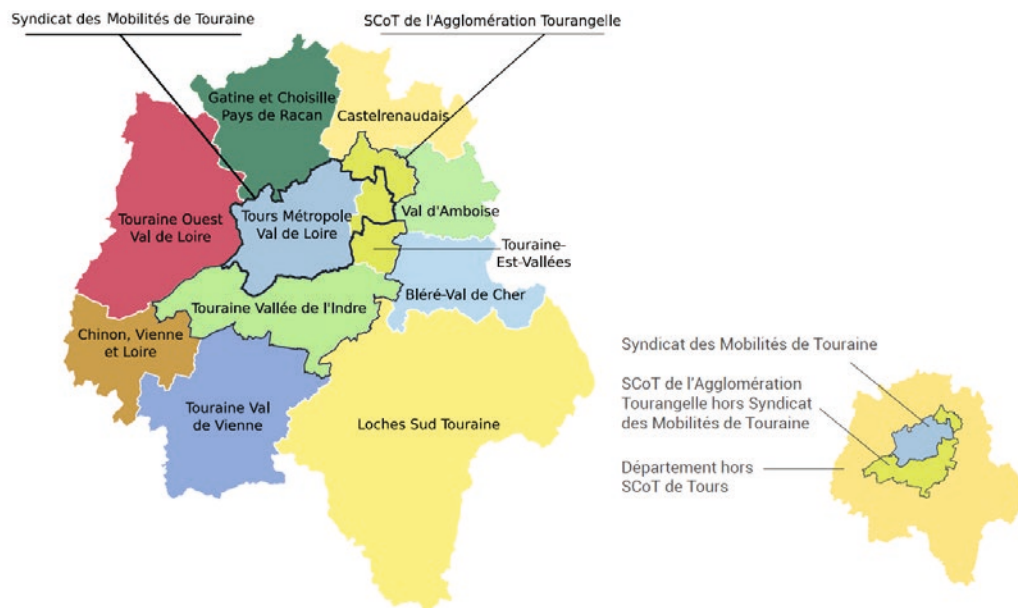 Syndicat des Mobilités de Touraine
SCoT de l'Agglomération Tourangelle
Gatine et Choisille
Pays de Racan
Castelrenaudais
Touraine Ouest
Val de Loire
Tours Métropole
Val de Loire
Val d'Amboise
Touraine-
Est-Vallées
Bléré-Val de Cher
Touraine Vallée de l'Indre
Chinon, Vienne
et Loire
Touraine Val
de Vienne
Loches Sud Touraine
Syndicat des Mobilités de Touraine
SCoT de l'Agglomération
Tourangelle hors Syndicat
des Mobilités de Touraine
Département hors
SCoT de Tours